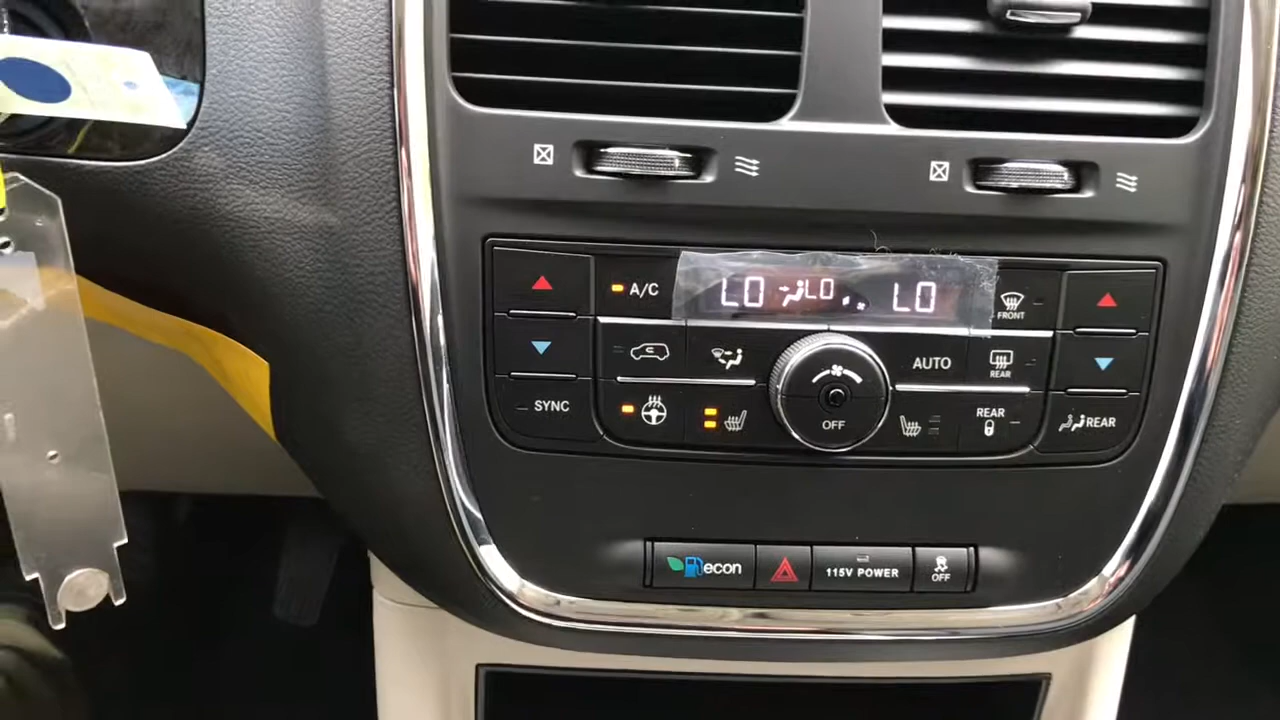 A/C
LO LO LO
FRONT
AUTO
REAR
SYNC
OFF
REAR
REAR
econ
115V POWER
OFF